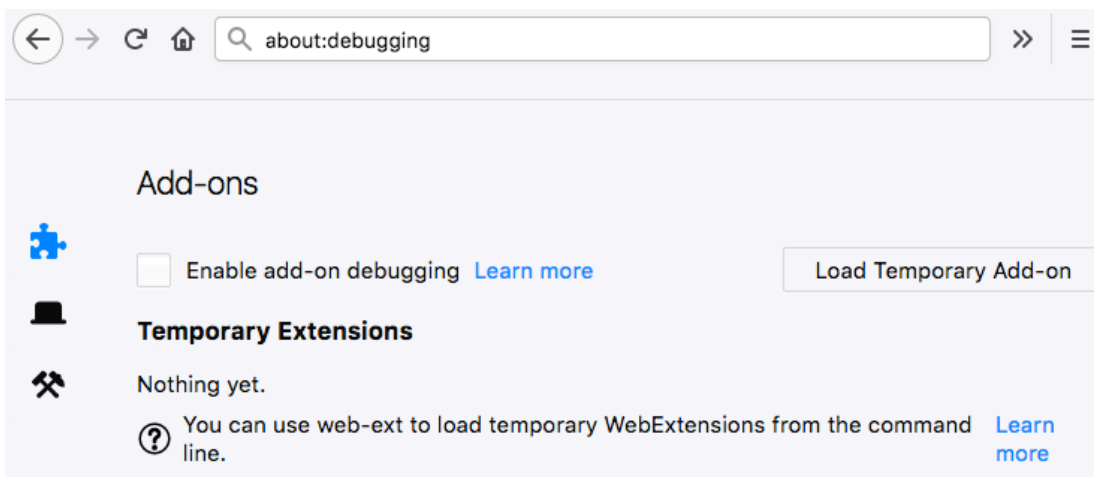 about:debugging
Add-ons
Enable add-on debugging Learn more
Load Temporary Add-on
Temporary Extensions
Nothing yet.
You can use web-ext to load temporary WebExtensions from the command Learn
line. more